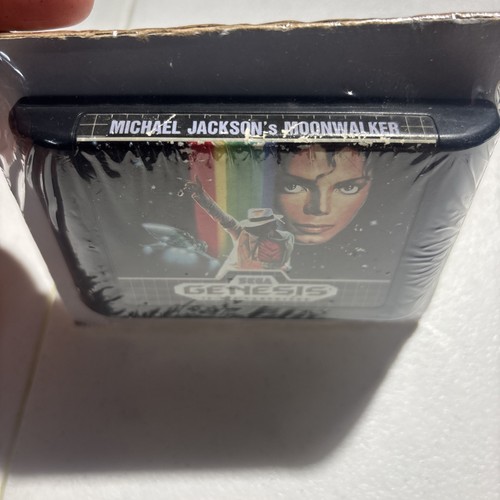 MICHAEL JACKSON's MOONWALKER
SEGA
GENESIS